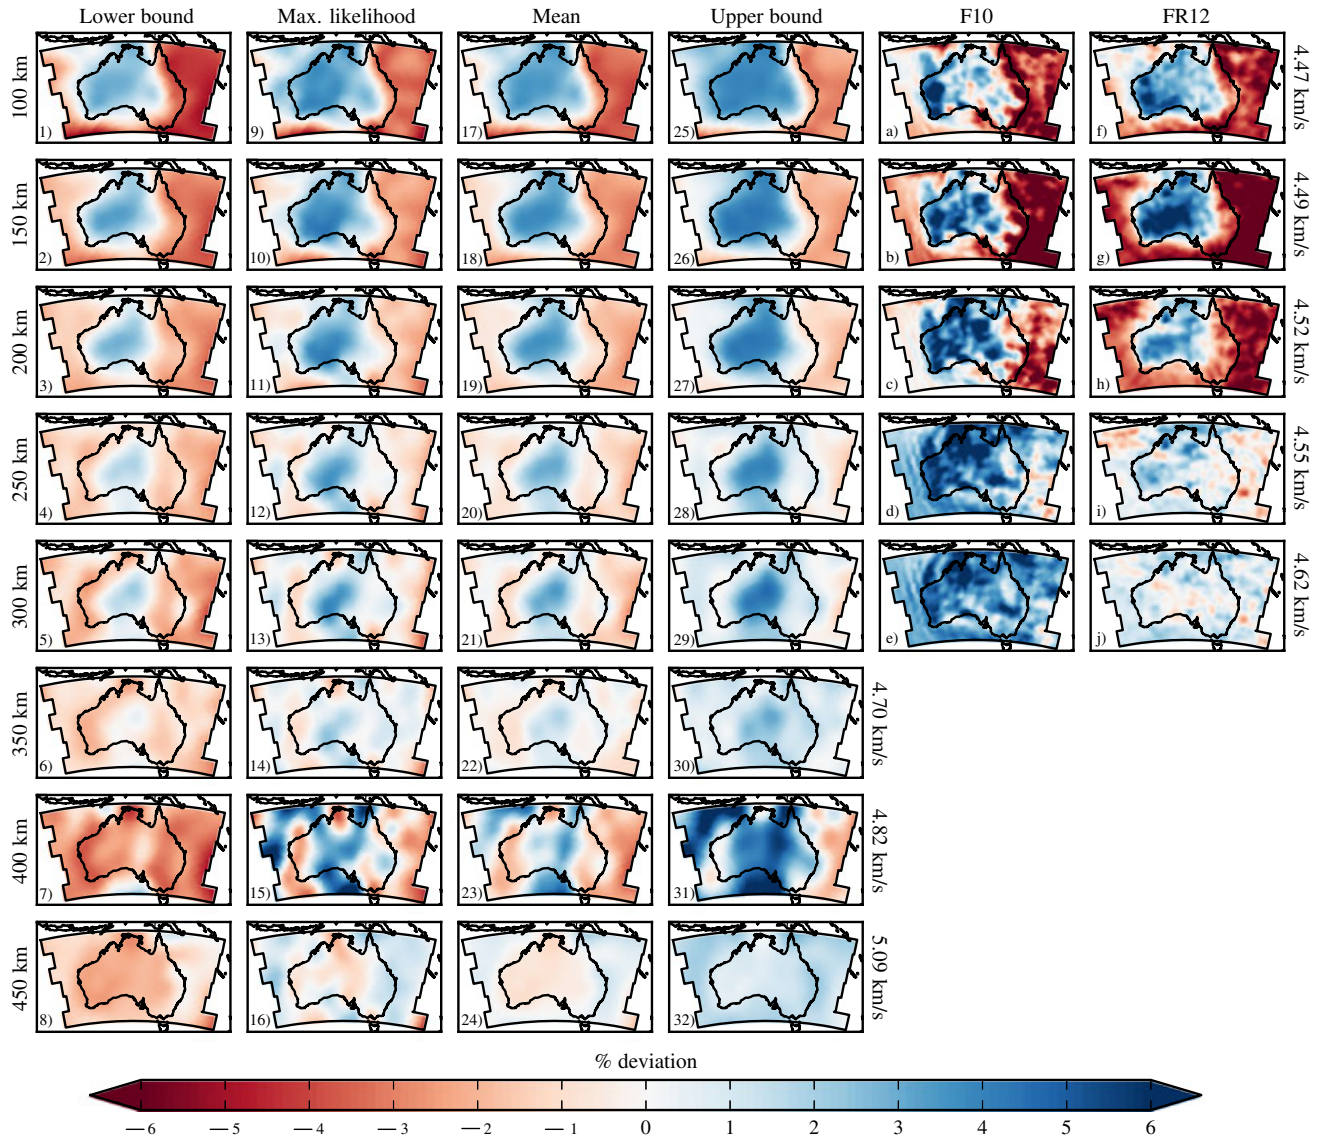 Lower bound Max. likelihood Mean Upper bound F10 FR12
100 km 1) 9) 17) 25) a) f) 4.47 km/s
150 km 2) 10) 18) 26) b) g) 4.49 km/s
200 km 3) 11) 19) 27) c) h) 4.52 km/s
250 km 4) 12) 20) 28) d) i) 4.55 km/s
300 km 5) 13) 21) 29) e) j) 4.62 km/s
350 km 6) 14) 22) 30) 4.70 km/s
400 km 7) 15) 23) 31) 4.82 km/s
450 km 8) 16) 24) 32) 5.09 km/s
% deviation
−6 −5 −4 −3 −2 −1 0 1 2 3 4 5 6